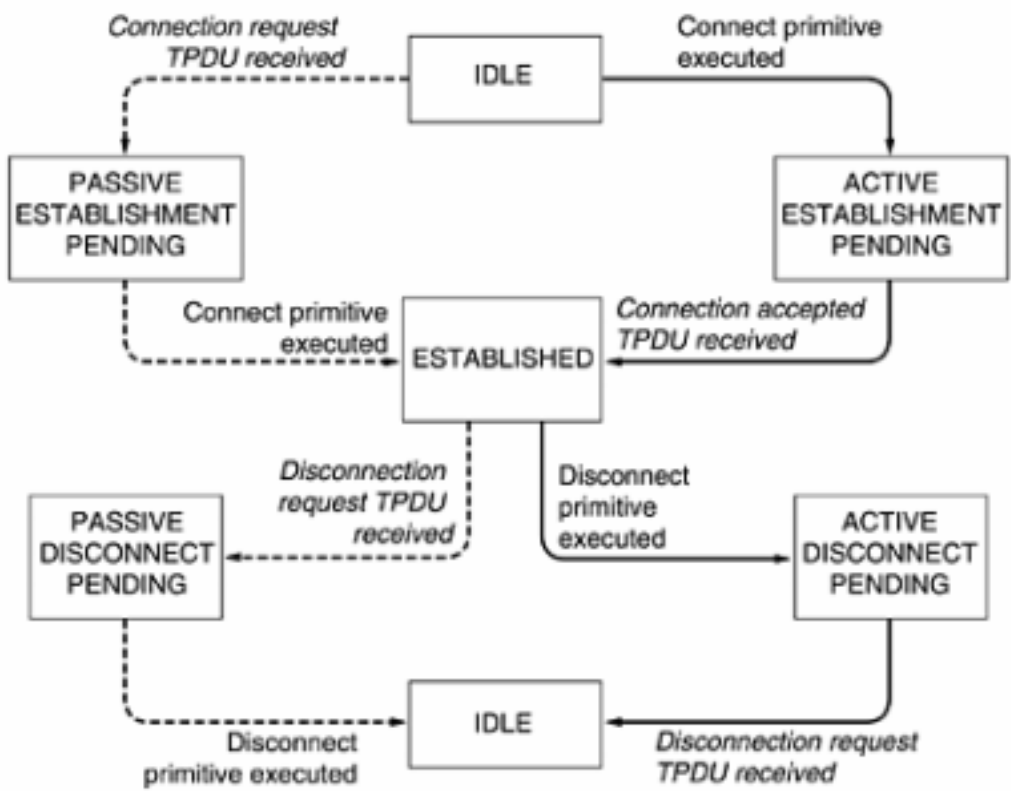 Connection request
TPDU received
IDLE
Connect primitive
executed
PASSIVE
ESTABLISHMENT
PENDING
ACTIVE
ESTABLISHMENT
PENDING
Connect primitive
executed
ESTABLISHED
Connection accepted
TPDU received
Disconnection
request TPDU
received
Disconnect
primitive
executed
PASSIVE
DISCONNECT
PENDING
ACTIVE
DISCONNECT
PENDING
IDLE
Disconnect
primitive executed
Disconnection request
TPDU received